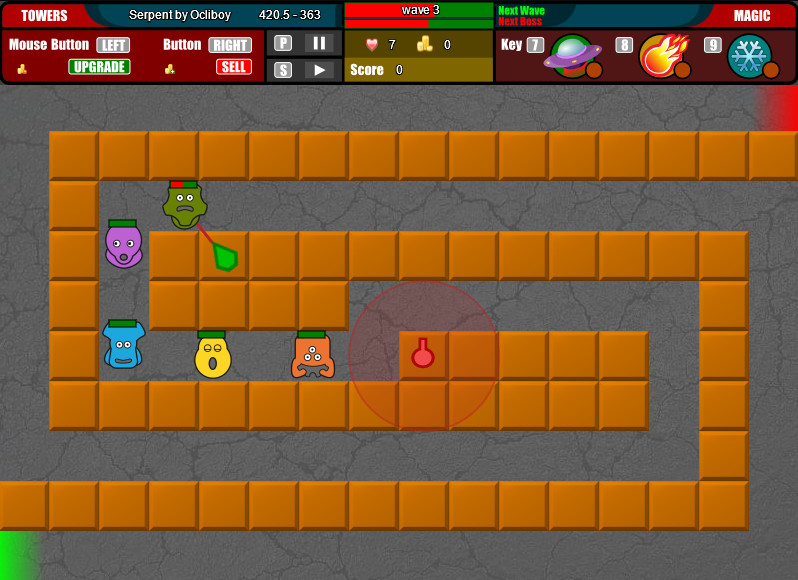 TOWERS
Serpent by Ocliboy 420.5 - 363
wave 3
Next Wave
Next Boss
MAGIC
Mouse Button LEFT Button RIGHT
P
7 0
Key 7 8 9
UPGRADE SELL
S
Score 0